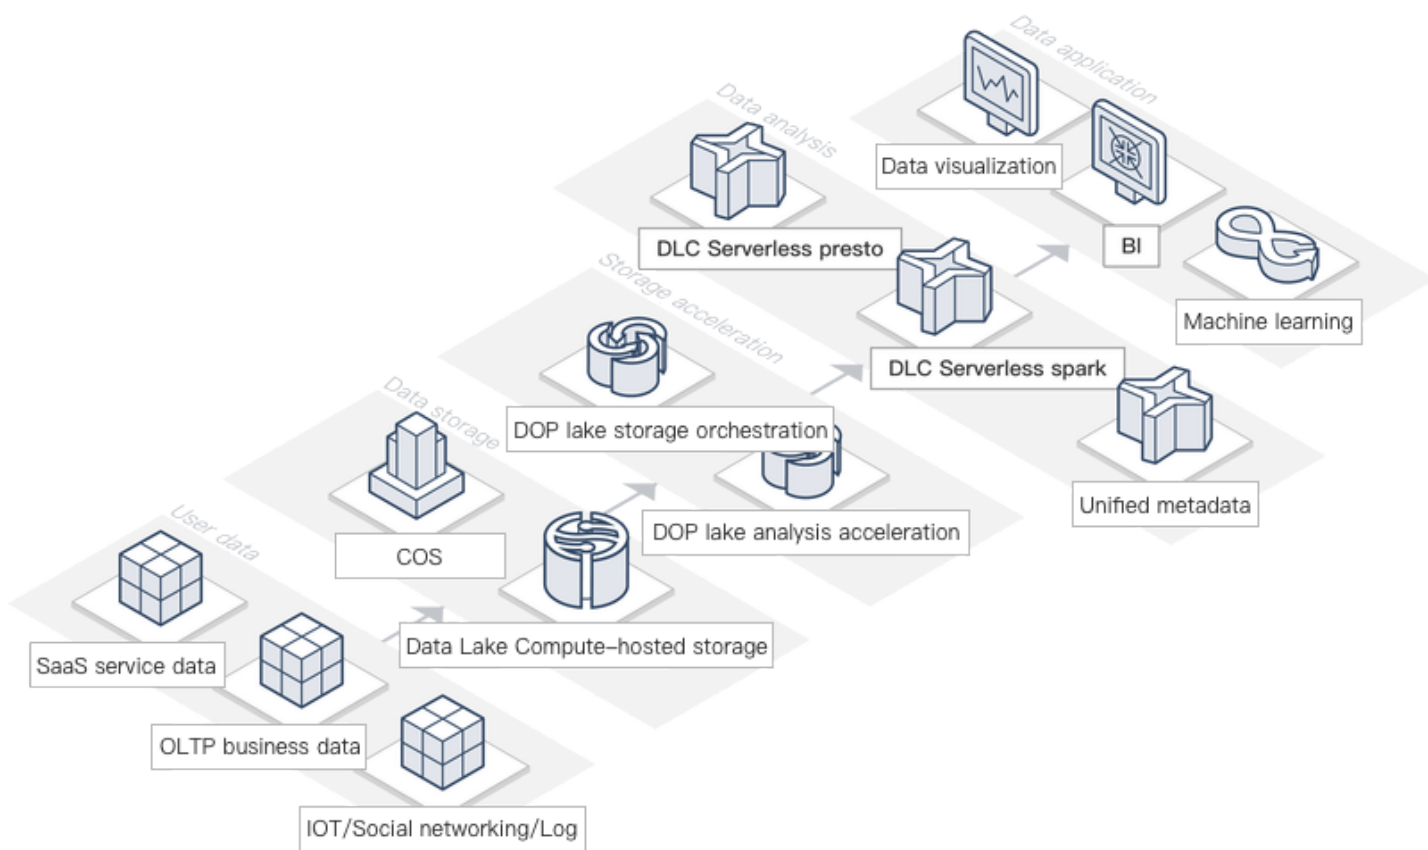 Data application
Data visualization
BI
Machine learning
Data analysis
DLC Serverless presto
DLC Serverless spark
Unified metadata
Storage acceleration
DOP lake storage orchestration
DOP lake analysis acceleration
Data storage
COS
Data Lake Compute-hosted storage
User data
SaaS service data
OLTP business data
IOT/Social networking/Log